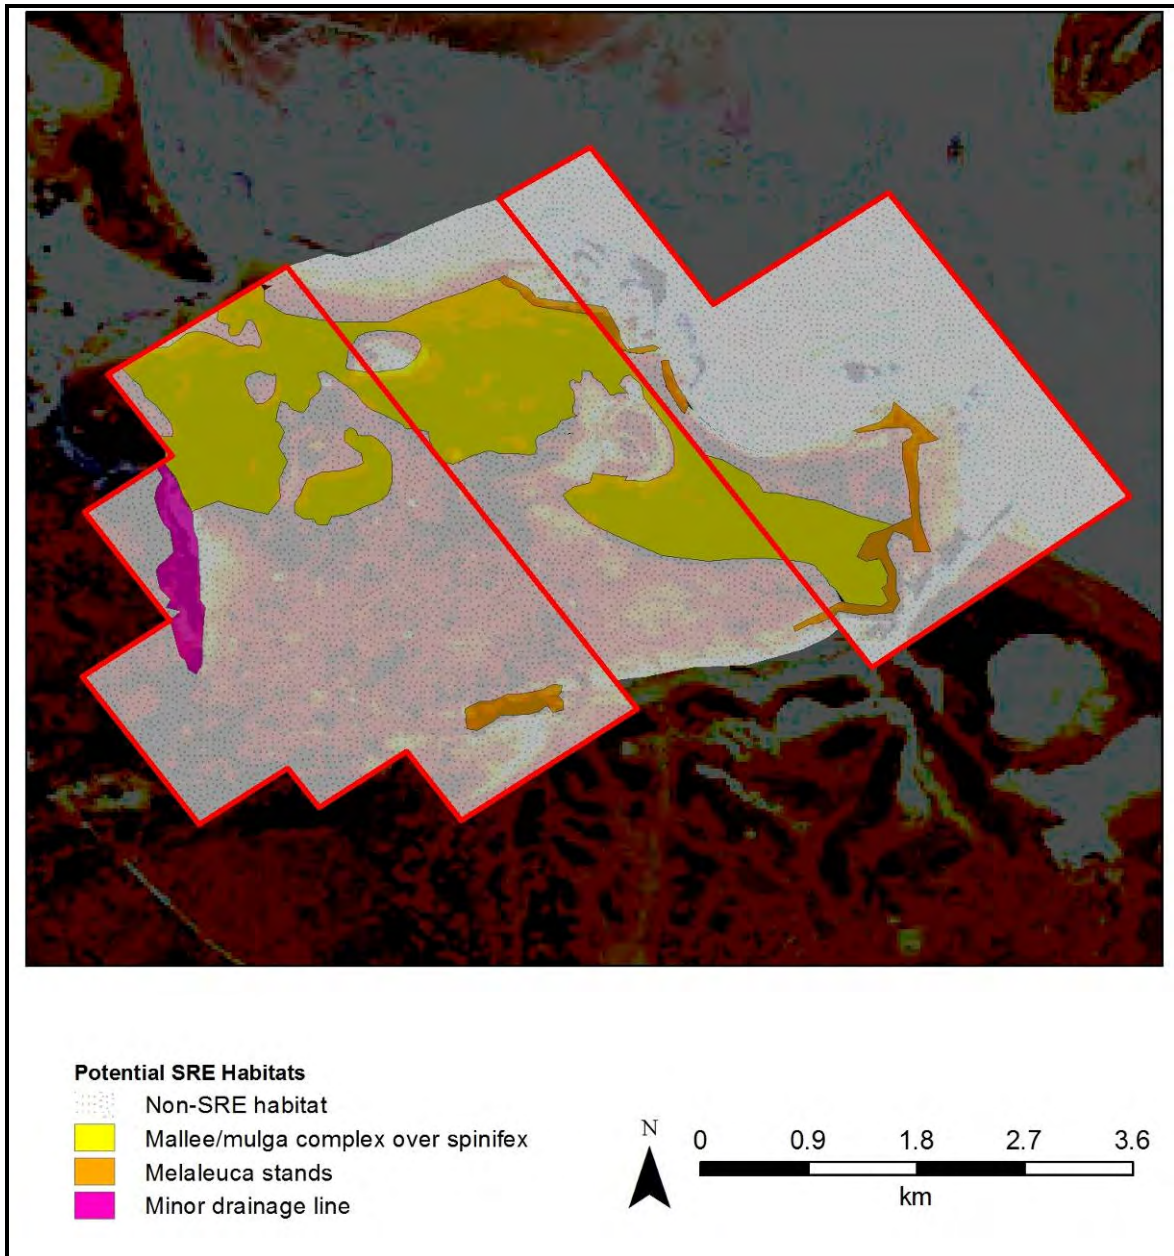 Potential SRE Habitats
Non-SRE habitat
Mallee/mulga complex over spinifex
Melaleuca stands
Minor drainage line
N
0 0.9 1.8 2.7 3.6
km